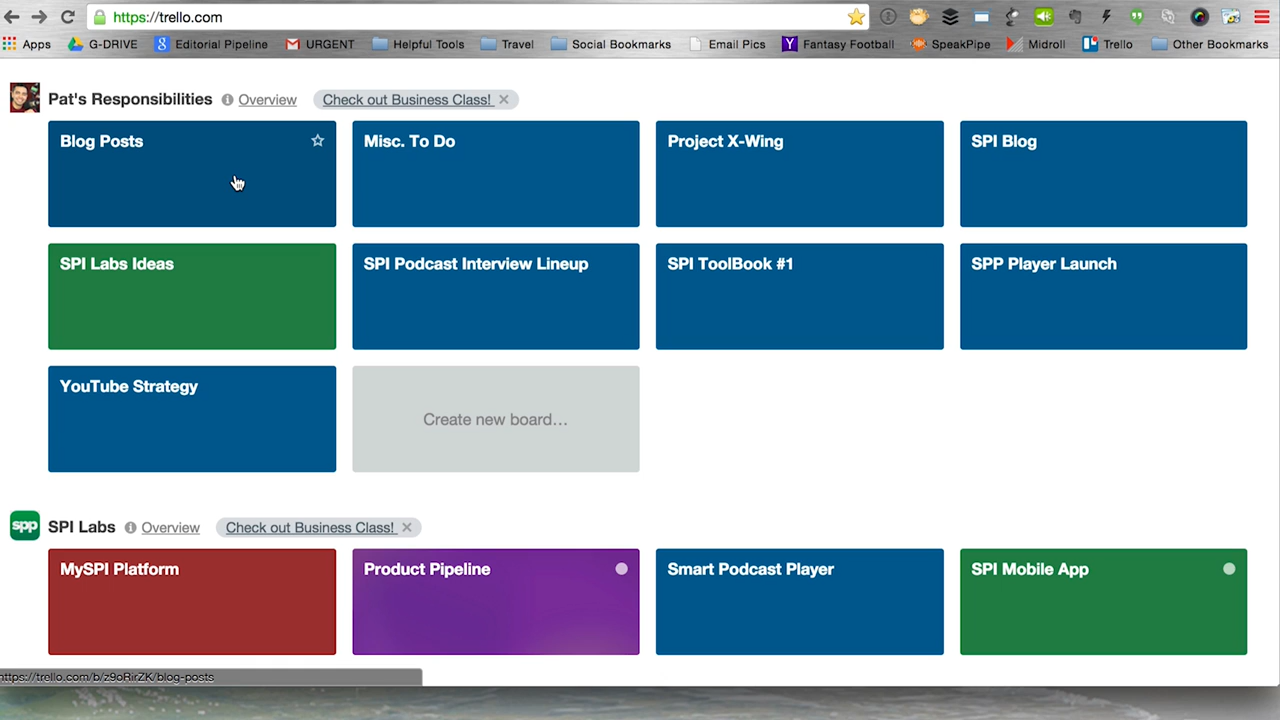 https://trello.com
Apps G-DRIVE Editorial Pipeline URGENT Helpful Tools Travel Social Bookmarks Email Pics Fantasy Football SpeakPipe Midroll Trello Other Bookmarks
Pat's Responsibilities Overview Check out Business Class!
Blog Posts Misc. To Do Project X-Wing SPI Blog
SPI Labs Ideas SPI Podcast Interview Lineup SPI ToolBook #1 SPP Player Launch
YouTube Strategy
Create new board…
spp SPI Labs Overview Check out Business Class!
MySPI Platform Product Pipeline Smart Podcast Player SPI Mobile App
https://trello.com/b/z9oRirZK/blog-posts